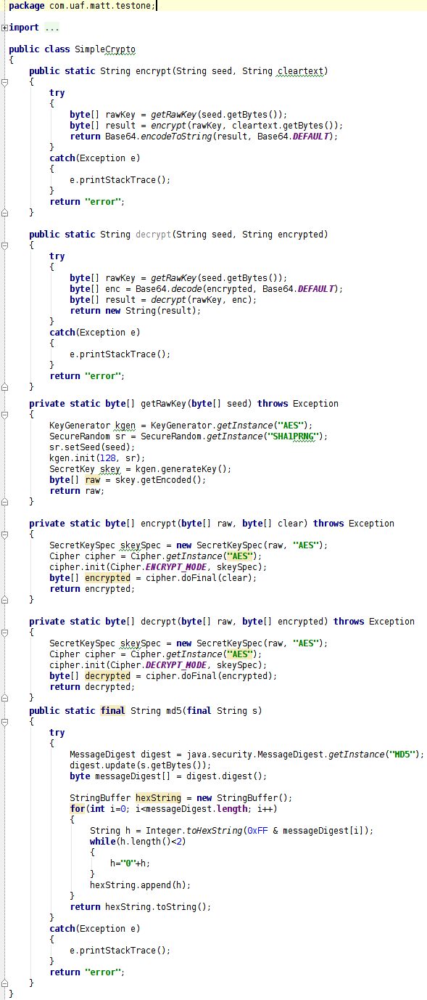 package com.uaf.matt.testone;
import ...
public class SimpleCrypto
{
    public static String encrypt(String seed, String cleartext)
    {
        try
        {
            byte[] rawKey = getRawKey(seed.getBytes());
            byte[] result = encrypt(rawKey, cleartext.getBytes());
            return Base64.encodeToString(result, Base64.DEFAULT);
        }
        catch(Exception e)
        {
            e.printStackTrace();
        }
        return "error";
    }
    public static String decrypt(String seed, String encrypted)
    {
        try
        {
            byte[] rawKey = getRawKey(seed.getBytes());
            byte[] enc = Base64.decode(encrypted, Base64.DEFAULT);
            byte[] result = decrypt(rawKey, enc);
            return new String(result);
        }
        catch(Exception e)
        {
            e.printStackTrace();
        }
        return "error";
    }
    private static byte[] getRawKey(byte[] seed) throws Exception
    {
        KeyGenerator kgen = KeyGenerator.getInstance("AES");
        SecureRandom sr = SecureRandom.getInstance("SHA1PRNG");
        sr.setSeed(seed);
        kgen.init(128, sr);
        SecretKey skey = kgen.generateKey();
        byte[] raw = skey.getEncoded();
        return raw;
    }
    private static byte[] encrypt(byte[] raw, byte[] clear) throws Exception
    {
        SecretKeySpec skeySpec = new SecretKeySpec(raw, "AES");
        Cipher cipher = Cipher.getInstance("AES");
        cipher.init(Cipher.ENCRYPT_MODE, skeySpec);
        byte[] encrypted = cipher.doFinal(clear);
        return encrypted;
    }
    private static byte[] decrypt(byte[] raw, byte[] encrypted) throws Exception
    {
        SecretKeySpec skeySpec = new SecretKeySpec(raw, "AES");
        Cipher cipher = Cipher.getInstance("AES");
        cipher.init(Cipher.DECRYPT_MODE, skeySpec);
        byte[] decrypted = cipher.doFinal(encrypted);
        return decrypted;
    }
    public static final String md5(final String s)
    {
        try
        {
            MessageDigest digest = java.security.MessageDigest.getInstance("MD5");
            digest.update(s.getBytes());
            byte messageDigest[] = digest.digest();
            StringBuffer hexString = new StringBuffer();
            for(int i=0; i<messageDigest.length; i++)
            {
                String h = Integer.toHexString(0xFF & messageDigest[i]);
                while(h.length()<2)
                {
                    h="0"+h;
                }
                hexString.append(h);
            }
            return hexString.toString();
        }
        catch(Exception e)
        {
            e.printStackTrace();
        }
        return "error";
    }
}